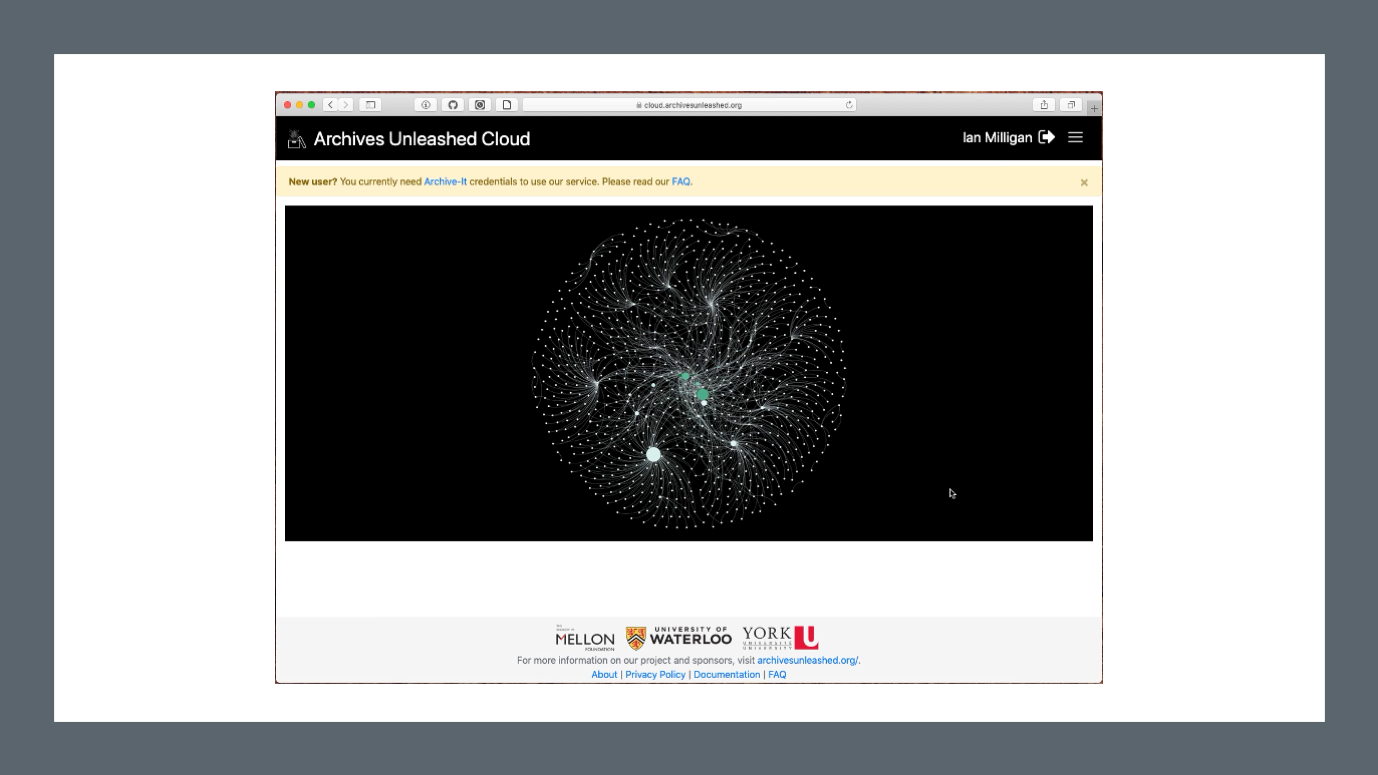 cloud.archivesunleashed.org
Archives Unleashed Cloud
Ian Milligan
New user? You currently need Archive-It credentials to use our service. Please read our FAQ.
MELLON
FOUNDATION
UNIVERSITY OF
WATERLOO
YORK
UNIVERSITÉ
UNIVERSITY
For more information on our project and sponsors, visit archivesunleashed.org/.
About | Privacy Policy | Documentation | FAQ